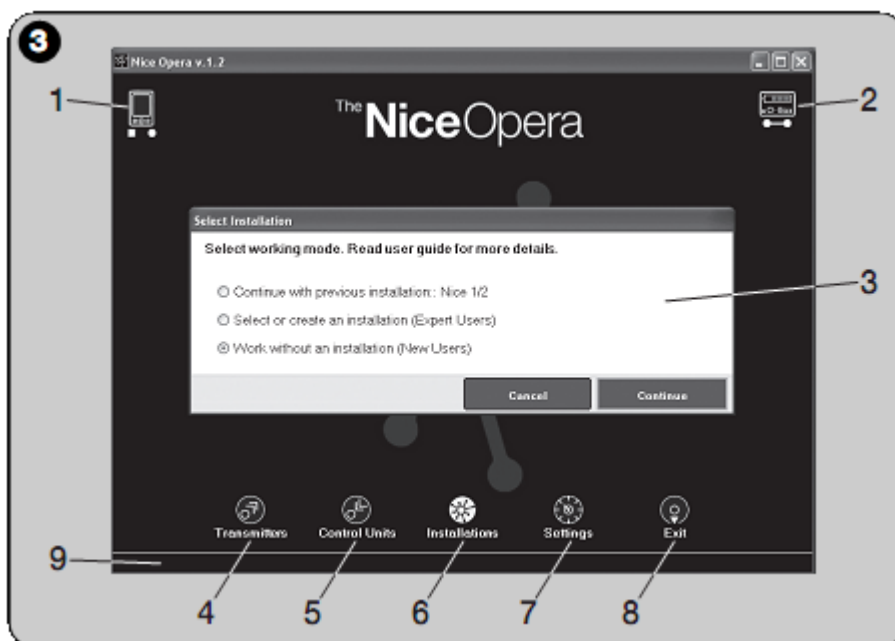 3
Nice Opera v.1.2
1
The NiceOpera
2
Select Installation
Select working mode. Read user guide for more details.
Continue with previous installation:: Nice 1/2
3
Select or create an installation (Expert Users)
Work without an installation (New Users)
Cancel
Continue
Transmitters
Control Units
Installations
Settings
Exit
9
4
5
6
7
8